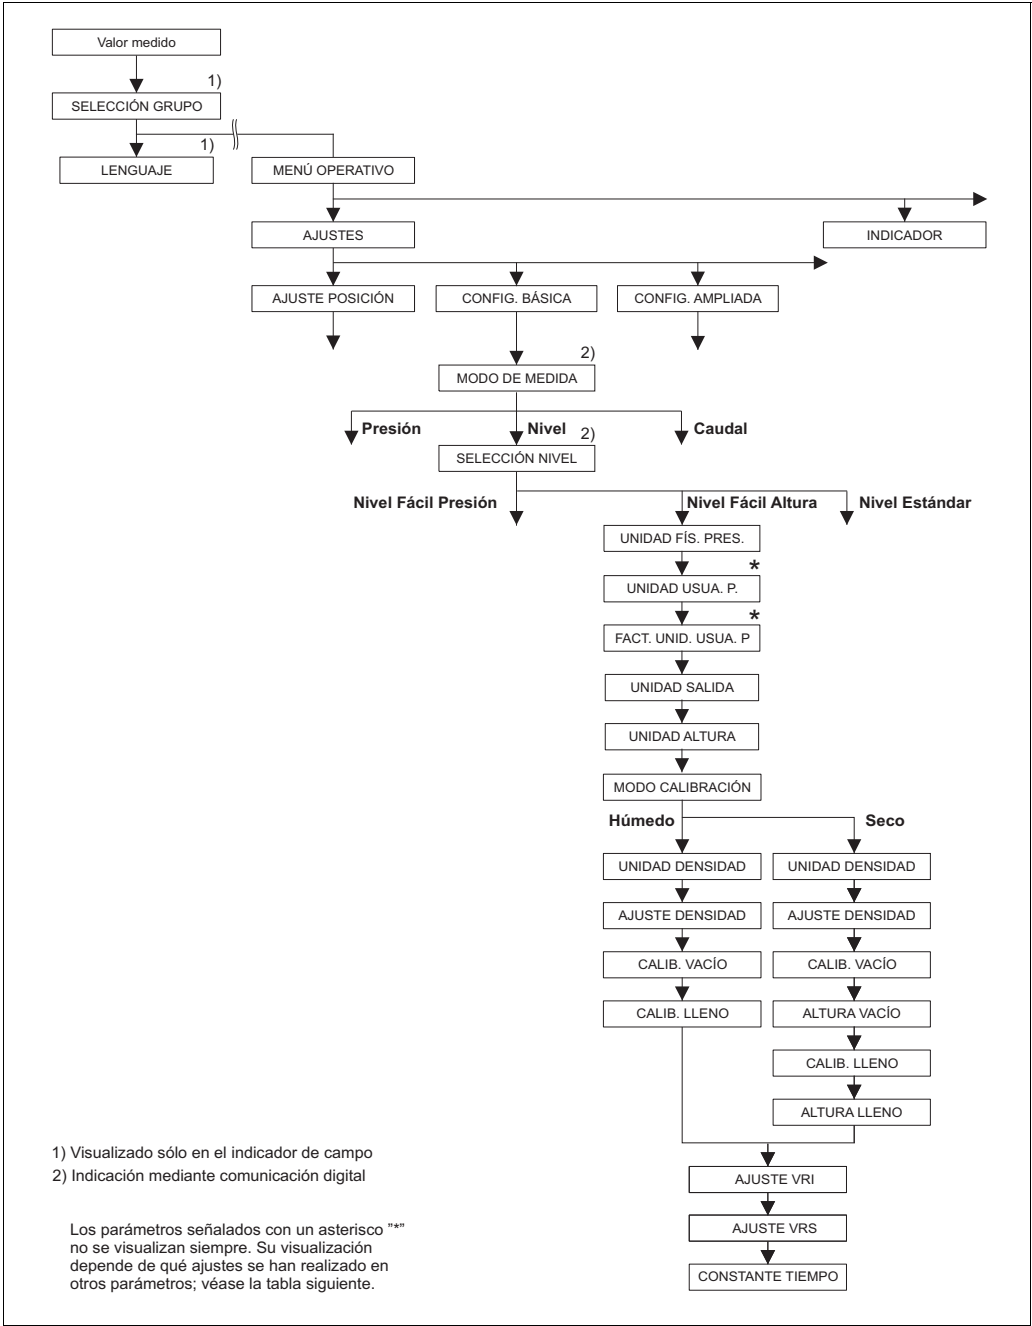 Valor medido
1)
SELECCIÓN GRUPO
1)
LENGUAJE
MENÚ OPERATIVO
AJUSTES
INDICADOR
AJUSTE POSICIÓN
CONFIG. BÁSICA
CONFIG. AMPLIADA
2)
MODO DE MEDIDA
Presión
Nivel
2)
Caudal
SELECCIÓN NIVEL
Nivel Fácil Presión
Nivel Fácil Altura
Nivel Estándar
UNIDAD FÍS. PRES.
*
UNIDAD USUA. P.
*
FACT. UNID. USUA. P
UNIDAD SALIDA
UNIDAD ALTURA
MODO CALIBRACIÓN
Húmedo
Seco
UNIDAD DENSIDAD
UNIDAD DENSIDAD
AJUSTE DENSIDAD
AJUSTE DENSIDAD
CALIB. VACÍO
CALIB. VACÍO
CALIB. LLENO
ALTURA VACÍO
CALIB. LLENO
ALTURA LLENO
AJUSTE VRI
AJUSTE VRS
CONSTANTE TIEMPO
1) Visualizado sólo en el indicador de campo
2) Indicación mediante comunicación digital
Los parámetros señalados con un asterisco "*"
no se visualizan siempre. Su visualización
depende de qué ajustes se han realizado en
otros parámetros; véase la tabla siguiente.